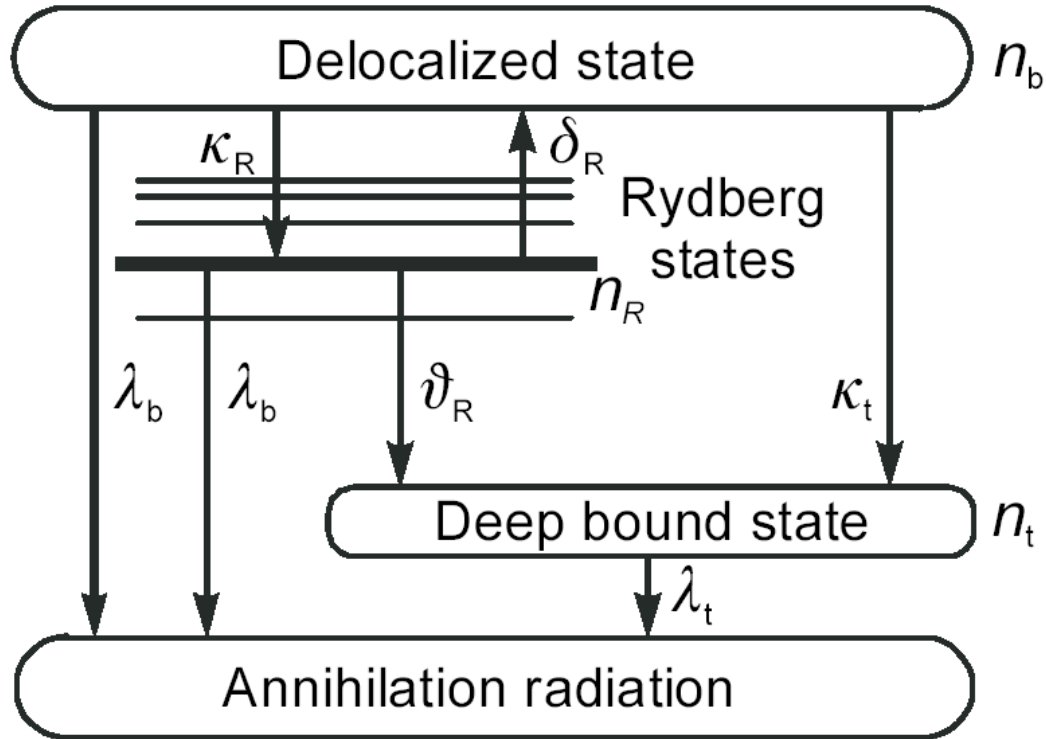 Delocalized state
n_b
κ_R
δ_R
Rydberg
states
n_R
λ_b
λ_b
ϑ_R
κ_t
Deep bound state
n_t
λ_t
Annihilation radiation